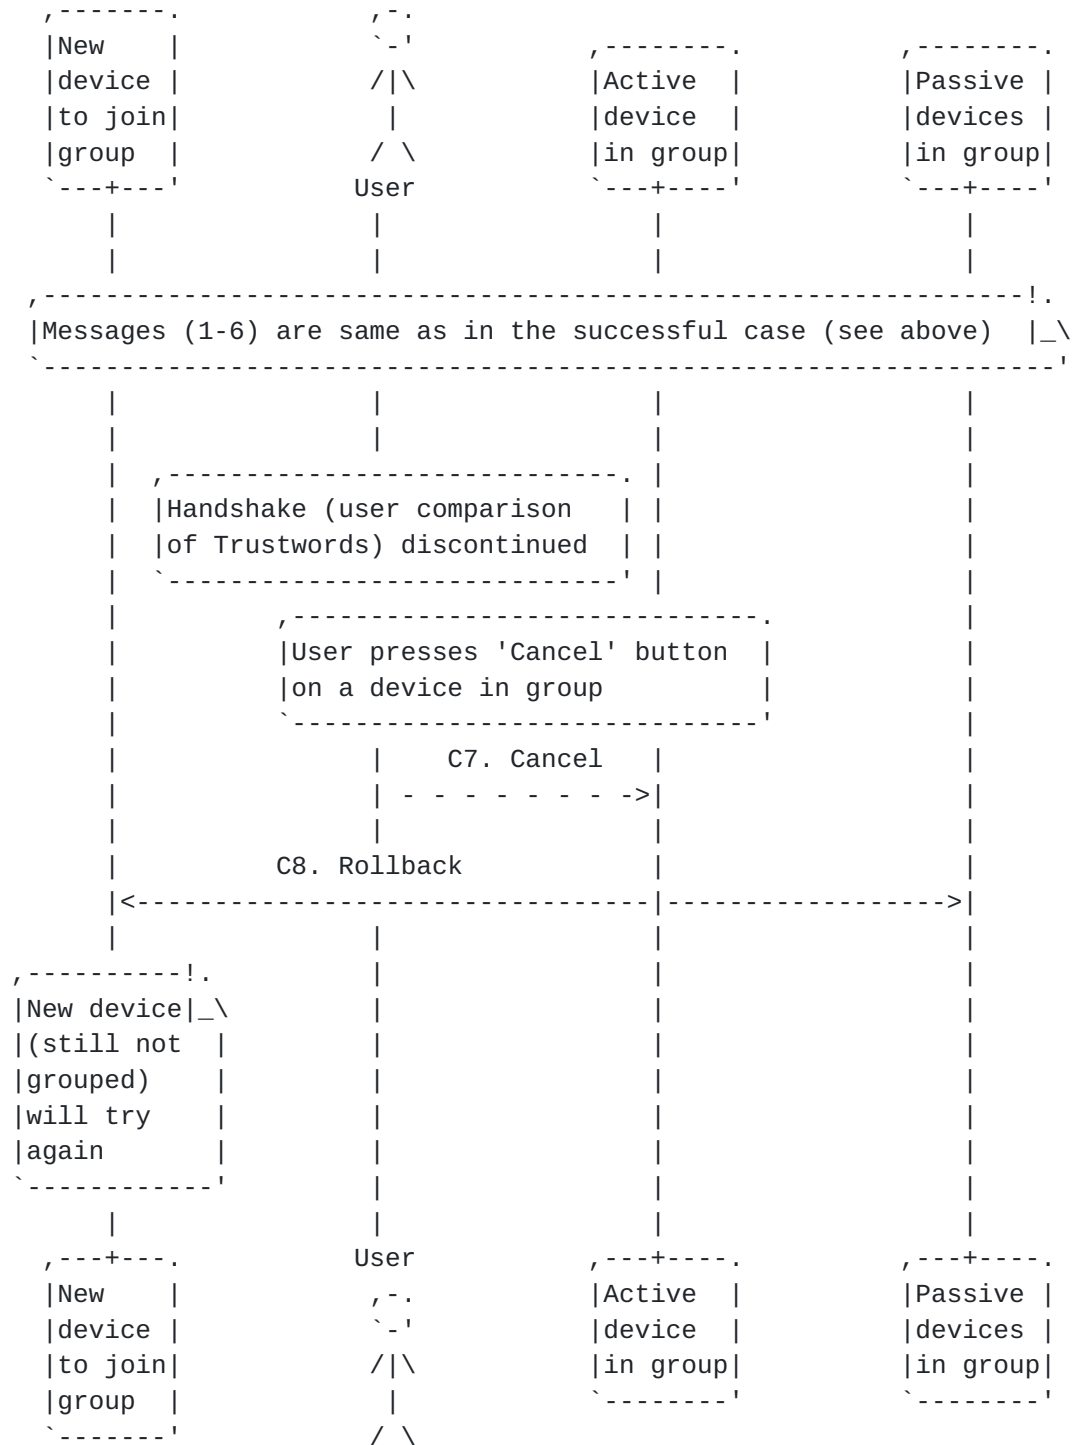 New
device
to join
group
User
Active
device
in group
Passive
devices
in group
Messages (1-6) are same as in the successful case (see above)
Handshake (user comparison
of Trustwords) discontinued
User presses 'Cancel' button
on a device in group
C7. Cancel
C8. Rollback
New device
(still not
grouped)
will try
again
New
device
to join
group
User
Active
device
in group
Passive
devices
in group